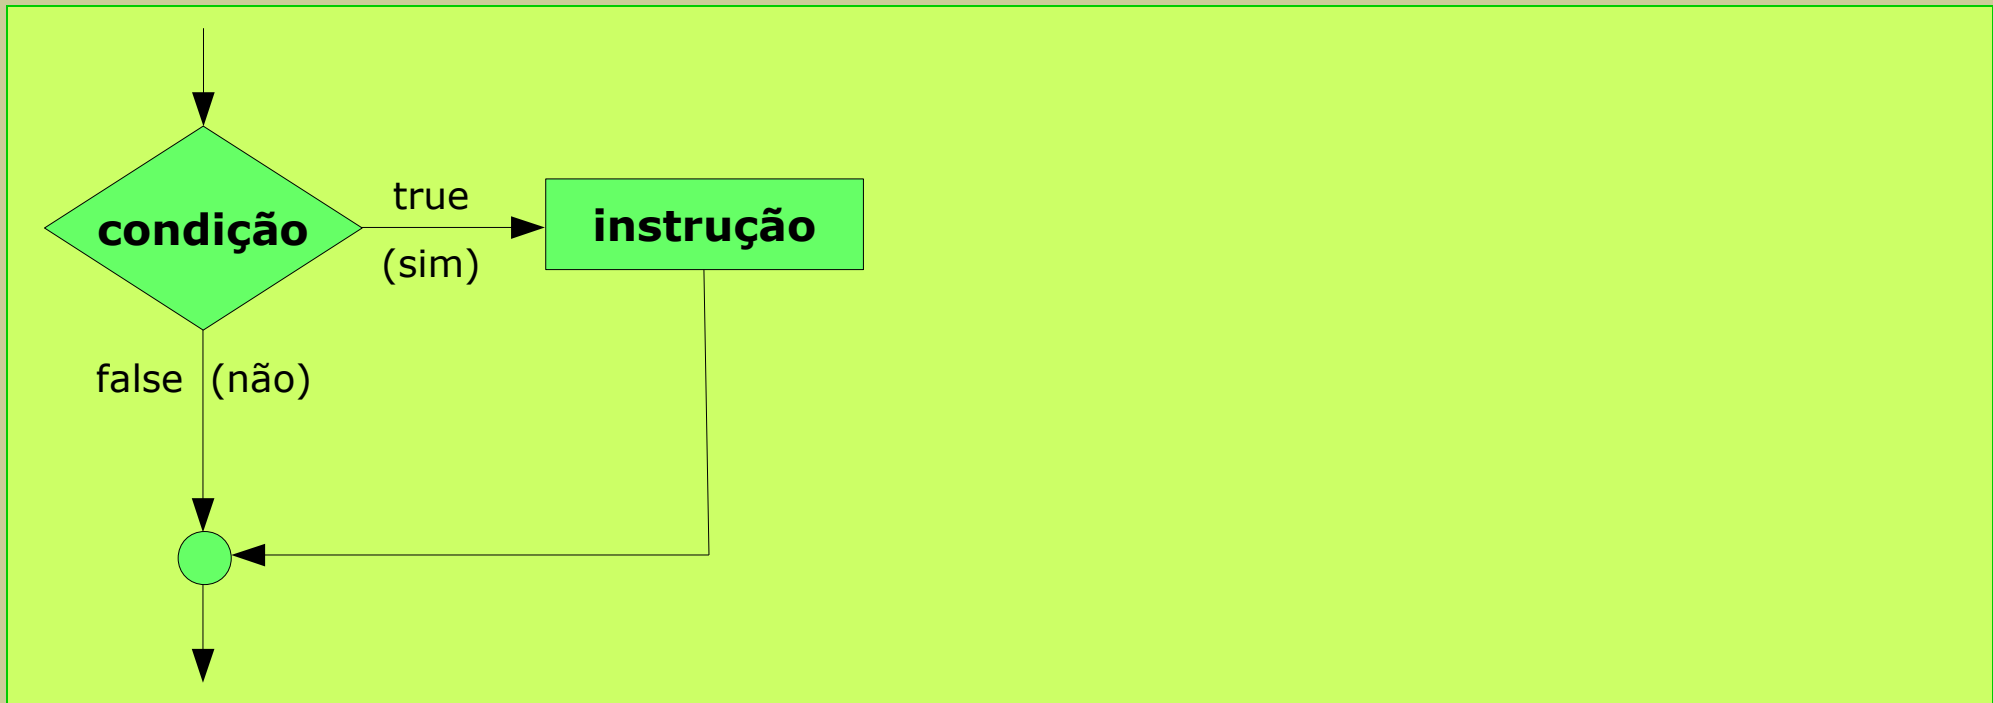 true
condição
instrução
(sim)
false (não)